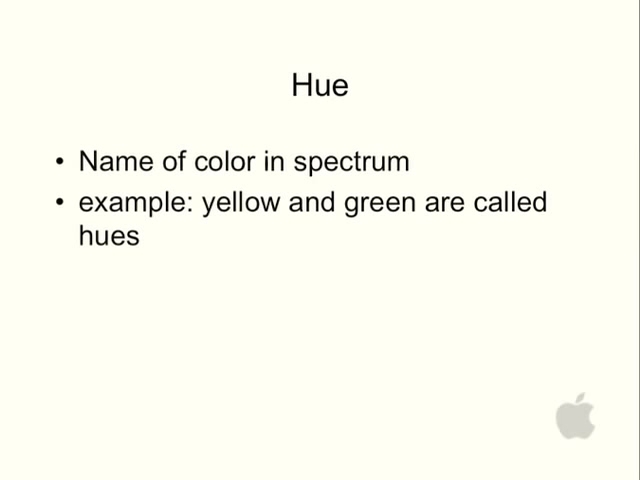 Hue
• Name of color in spectrum
• example: yellow and green are called
hues